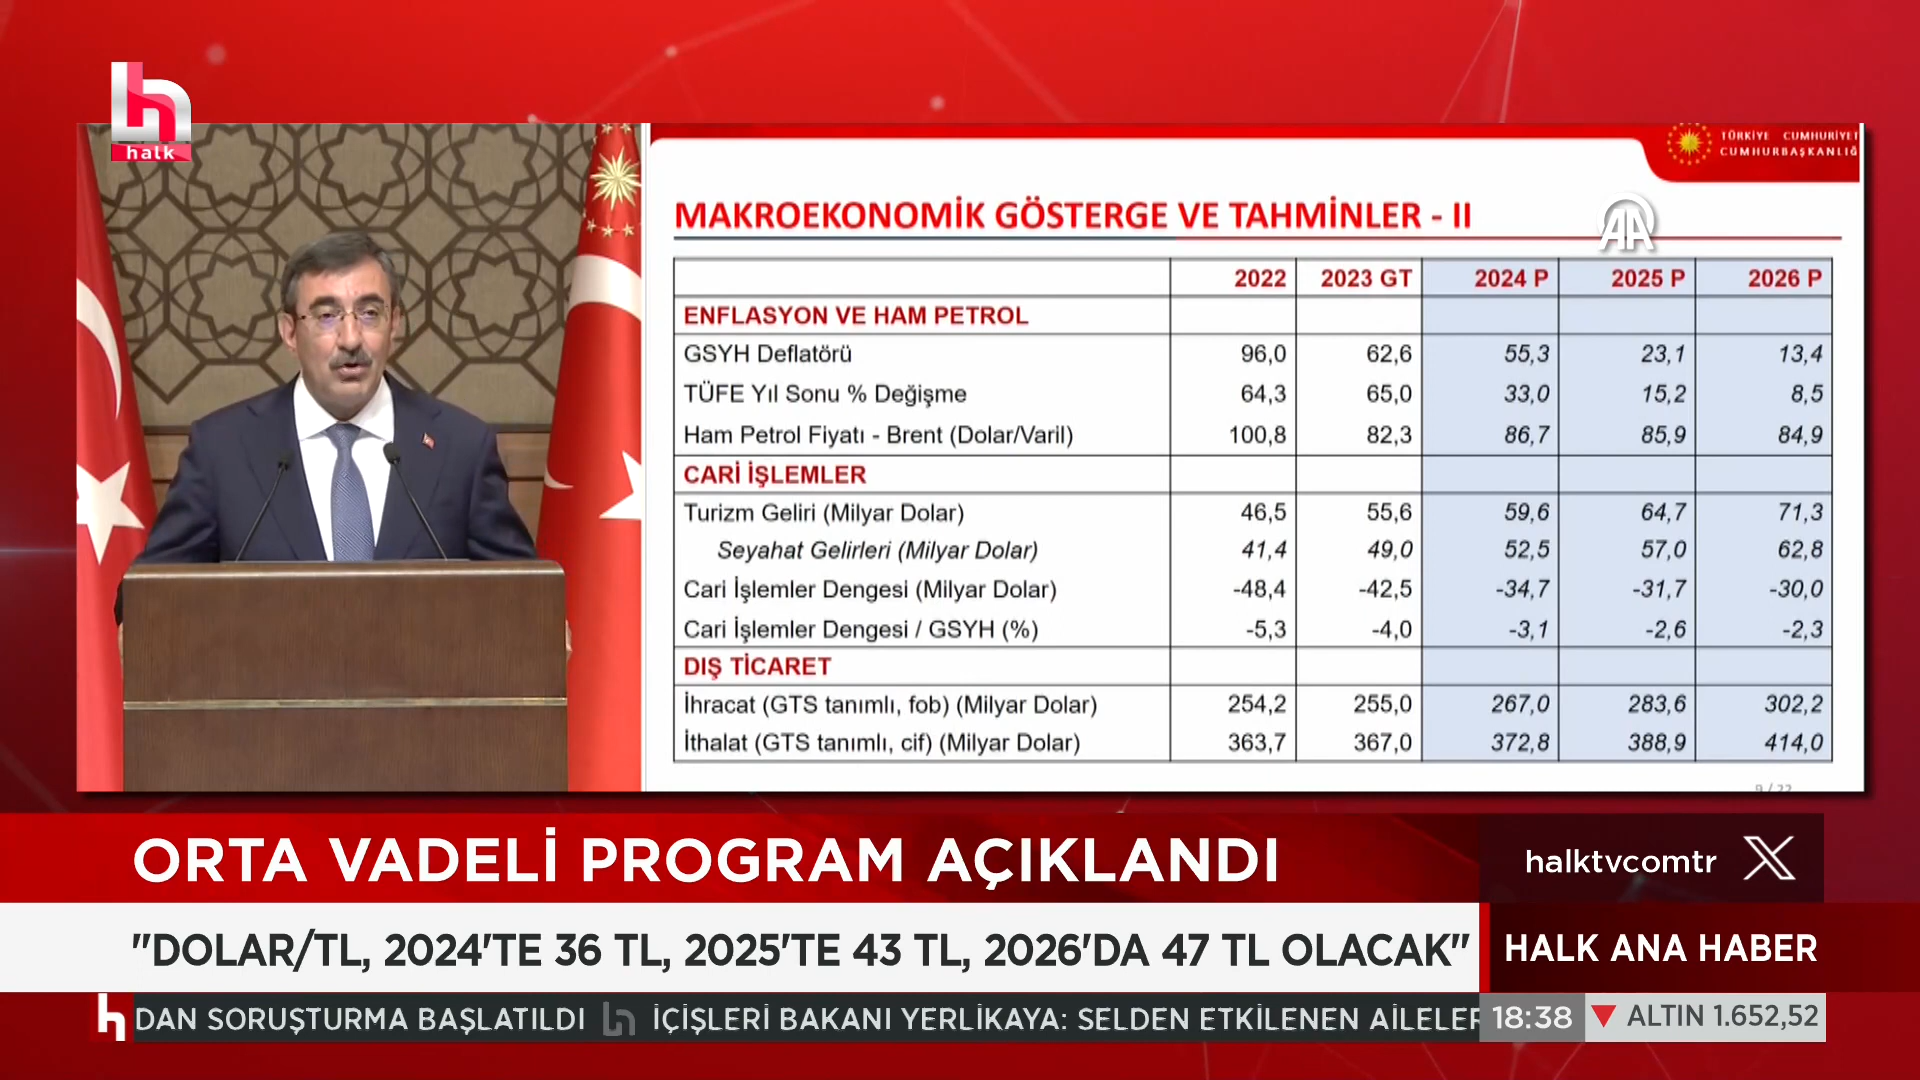 halk
TÜRKİYE CUMHURİYET
CUMHURBAŞKANLIĞ
MAKROEKONOMİK GÖSTERGE VE TAHMİNLER - II
AA
2022 2023 GT 2024 P 2025 P 2026 P
ENFLASYON VE HAM PETROL
GSYH Deflatörü 96,0 62,6 55,3 23,1 13,4
TÜFE Yıl Sonu % Değişme 64,3 65,0 33,0 15,2 8,5
Ham Petrol Fiyatı - Brent (Dolar/Varil) 100,8 82,3 86,7 85,9 84,9
CARİ İŞLEMLER
Turizm Geliri (Milyar Dolar) 46,5 55,6 59,6 64,7 71,3
Seyahat Gelirleri (Milyar Dolar) 41,4 49,0 52,5 57,0 62,8
Cari İşlemler Dengesi (Milyar Dolar) -48,4 -42,5 -34,7 -31,7 -30,0
Cari İşlemler Dengesi / GSYH (%) -5,3 -4,0 -3,1 -2,6 -2,3
DIŞ TİCARET
İhracat (GTS tanımlı, fob) (Milyar Dolar) 254,2 255,0 267,0 283,6 302,2
İthalat (GTS tanımlı, cif) (Milyar Dolar) 363,7 367,0 372,8 388,9 414,0
9 / 22
ORTA VADELİ PROGRAM AÇIKLANDI
halktvcomtr X
"DOLAR/TL, 2024'TE 36 TL, 2025'TE 43 TL, 2026'DA 47 TL OLACAK"
HALK ANA HABER
DAN SORUŞTURMA BAŞLATILDI İÇİŞLERİ BAKANI YERLİKAYA: SELDEN ETKİLENEN AİLELER
18:38 ALTIN 1.652,52